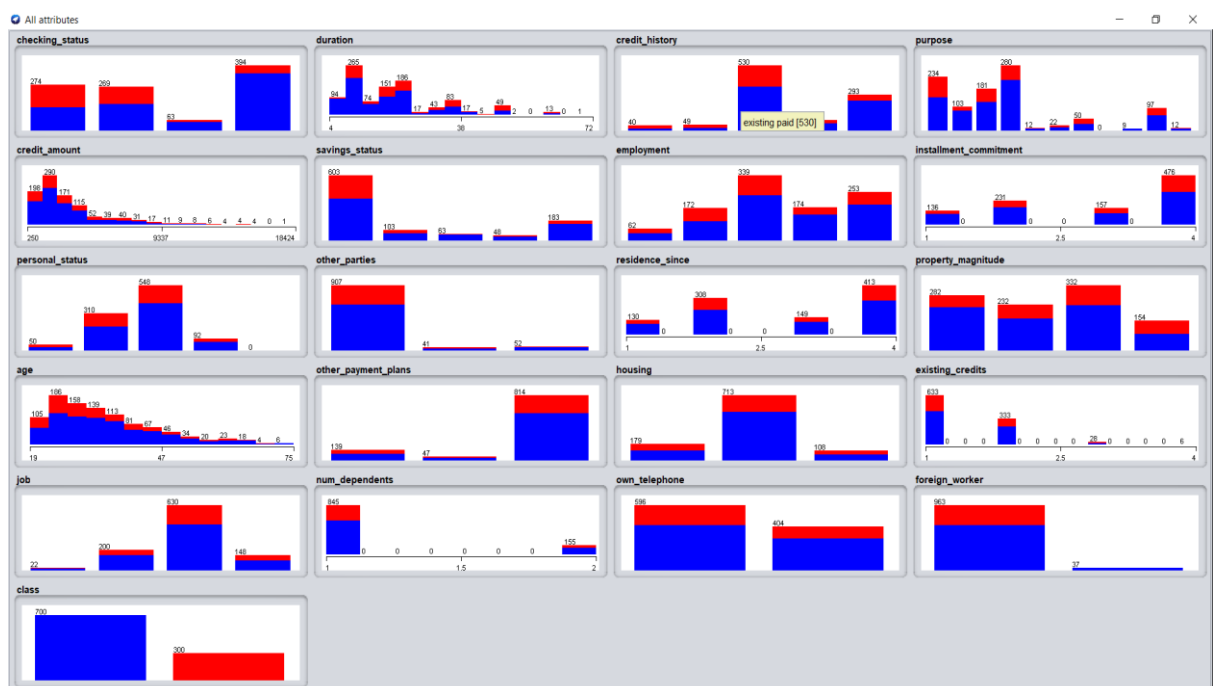 All attributes
checking_status
274 269 63 394
duration
94 265 74 151 186 17 43 83 17 5 49 2 0 13 0 1
4 38 72
credit_history
40 49 530 293
existing paid [530]
purpose
234 103 181 280 12 22 50 0 9 97 12
credit_amount
198 290 171 115 52 39 40 31 17 11 9 8 6 4 4 4 0 1
250 9337 18424
savings_status
603 103 63 48 183
employment
62 172 339 174 253
installment_commitment
136 0 231 0 0 157 0 476
1 2.5 4
personal_status
50 310 548 92 0
other_parties
907 41 52
residence_since
130 0 308 0 0 149 0 413
1 2.5 4
property_magnitude
282 232 332 154
age
105 186 158 139 113 81 67 46 34 20 23 18 4 6
19 47 75
other_payment_plans
139 47 814
housing
179 713 108
existing_credits
633 0 0 0 0 333 0 0 0 0 28 0 0 0 0 6
1 2.5 4
job
22 200 630 148
num_dependents
845 0 0 0 0 0 0 155
1 1.5 2
own_telephone
596 404
foreign_worker
963 37
class
700 300